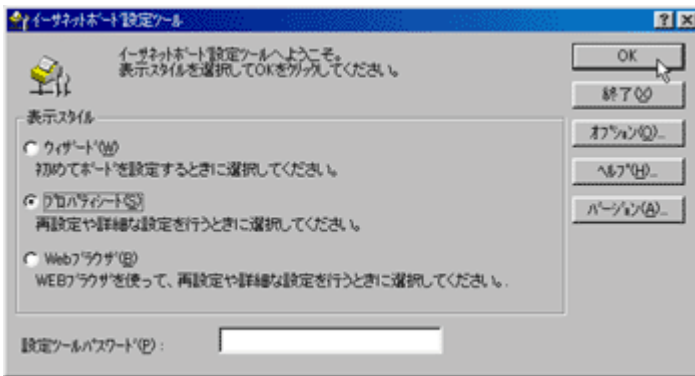 イーサネットボード設定ツール
イーサネットボード設定ツールへようこそ。
表示スタイルを選択してOKをクリックしてください。
OK
終了(X)
オプション(O)...
ヘルプ(H)...
バージョン(A)...
表示スタイル
ウィザード(W)
初めてボードを設定するときに選択してください。
プロパティシート(S)
再設定や詳細な設定を行うときに選択してください。
Webブラウザ(B)
WEBブラウザを使って、再設定や詳細な設定を行うときに選択してください。.
設定ツールパスワード(P) :